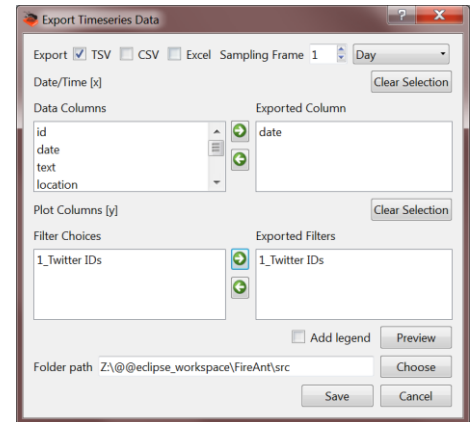 Export Timeseries Data
Export TSV CSV Excel Sampling Frame 1 Day
Date/Time [x] Clear Selection
Data Columns Exported Column
id date
date
text
location
Plot Columns [y] Clear Selection
Filter Choices Exported Filters
1_Twitter IDs 1_Twitter IDs
Add legend Preview
Folder path Z:\@@eclipse_workspace\FireAnt\src Choose
Save Cancel